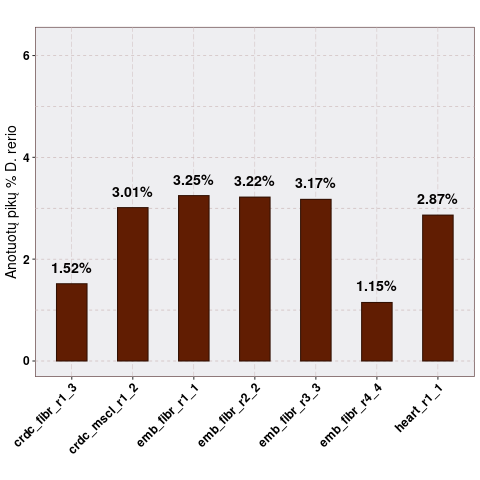 Anotuotų pikų % D. rerio
6
4
2
0
1.52%
3.01%
3.25%
3.22%
3.17%
1.15%
2.87%
crdc_fibr_r1_3
crdc_msci_r1_2
emb_fibr_r1_1
emb_fibr_r2_2
emb_fibr_r3_3
emb_fibr_r4_4
heart_r1_1